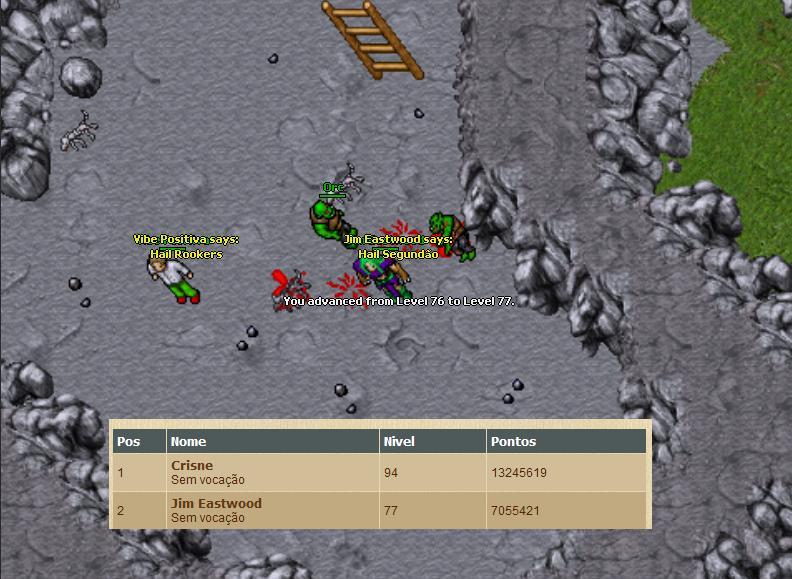 Orc
Vibe Positiva says:
Hail Rookers
Jim Eastwood says:
Hail Segundão
You advanced from Level 76 to Level 77.
Pos Nome Nivel Pontos
1 Crisne 94 13245619
Sem vocação
2 Jim Eastwood 77 7055421
Sem vocação